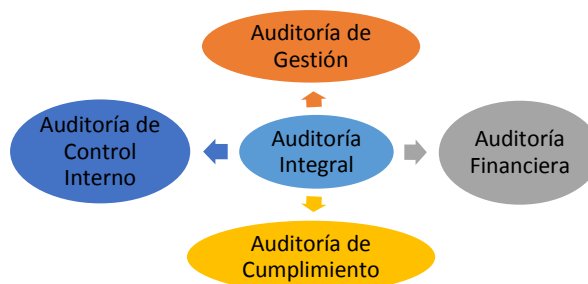 Auditoría de
Gestión
Auditoría de
Control
Interno
Auditoría
Integral
Auditoría
Financiera
Auditoría de
Cumplimiento